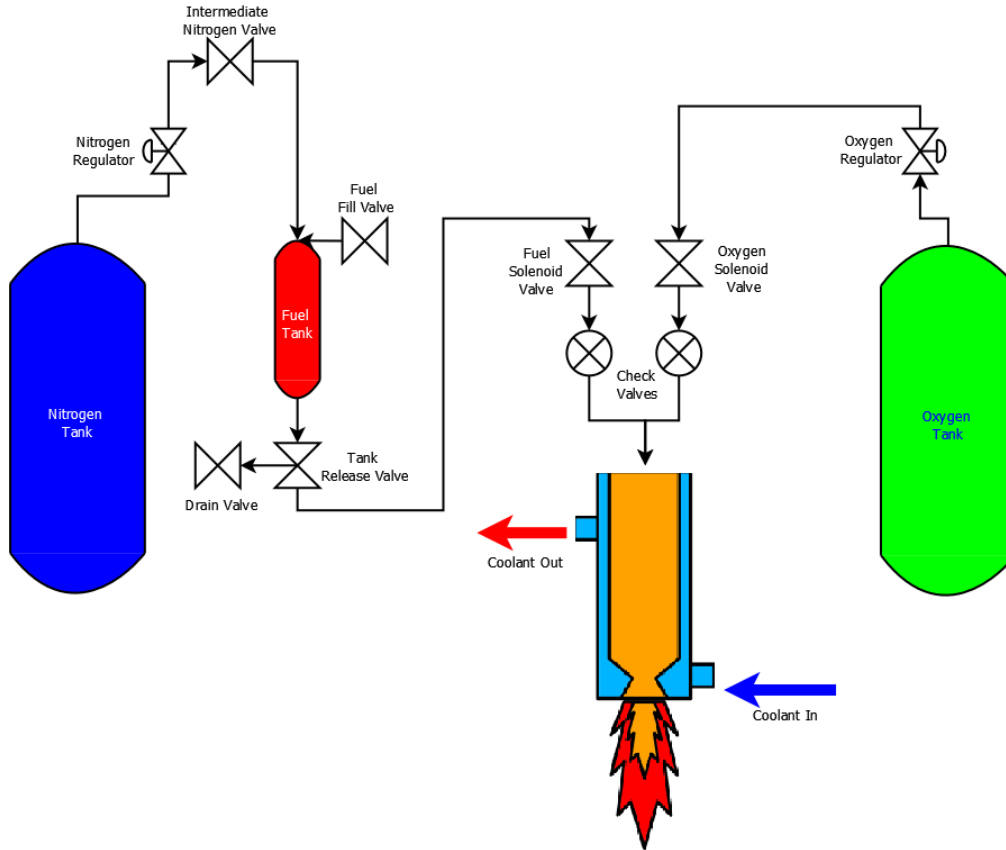 Intermediate
Nitrogen Valve
Nitrogen
Regulator
Oxygen
Regulator
Fuel
Fill Valve
Fuel
Solenoid
Valve
Oxygen
Solenoid
Valve
Fuel
Tank
Check
Valves
Nitrogen
Tank
Oxygen
Tank
Tank
Release Valve
Drain Valve
Coolant Out
Coolant In